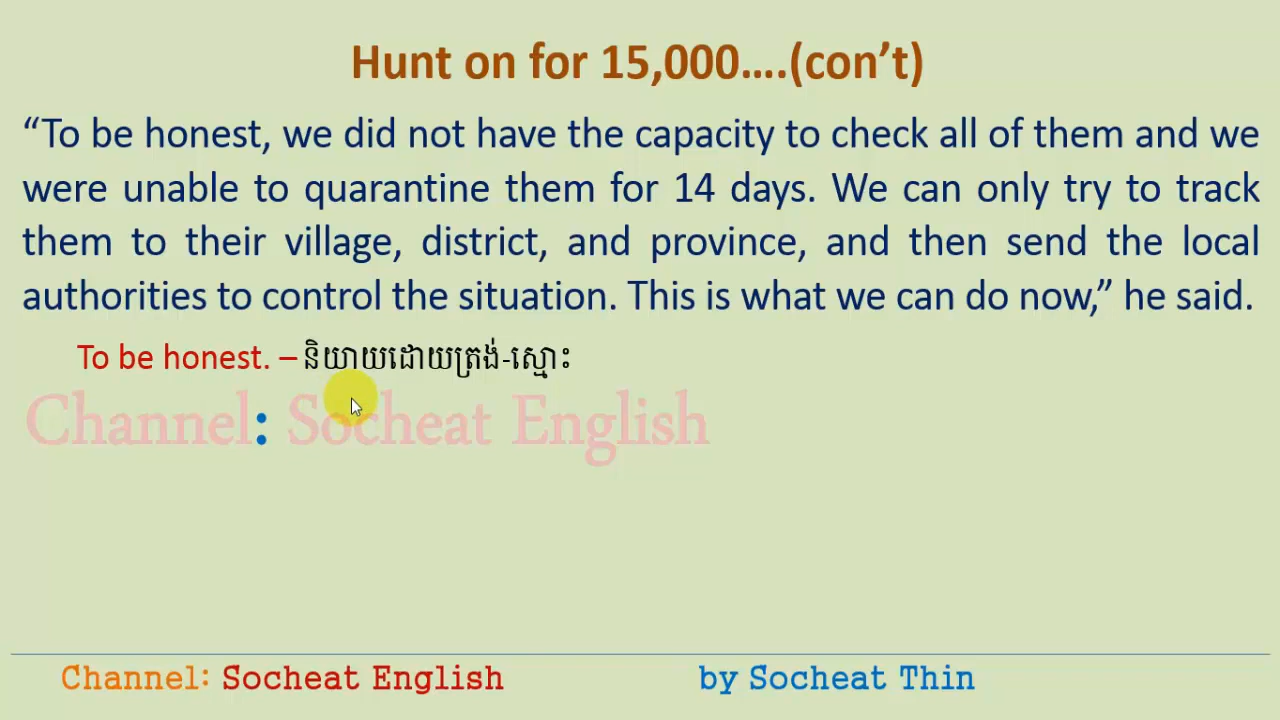 Hunt on for 15,000....(con’t)
“To be honest, we did not have the capacity to check all of them and we
were unable to quarantine them for 14 days. We can only try to track
them to their village, district, and province, and then send the local
authorities to control the situation. This is what we can do now,” he said.
To be honest. – និយាយដោយត្រង់-ស្មោះ
Channel: Socheat English
Channel: Socheat English by Socheat Thin